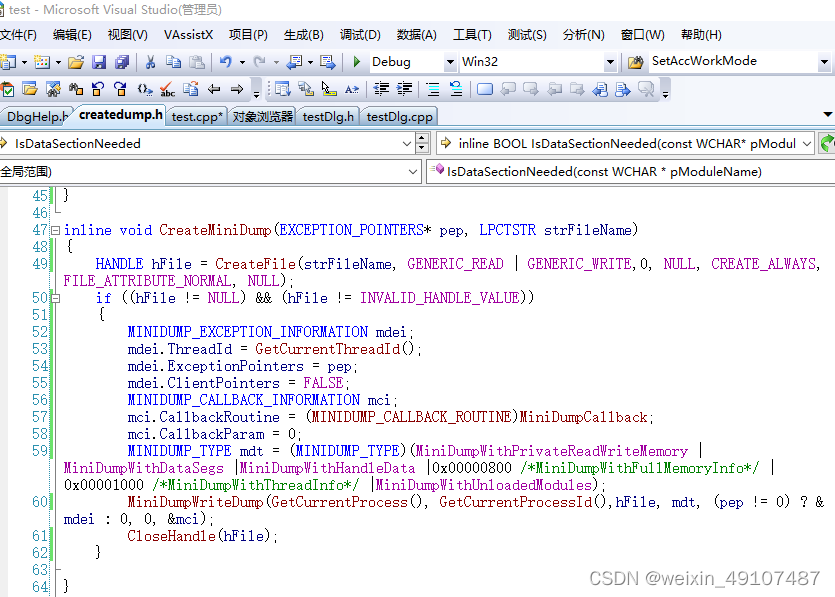 test - Microsoft Visual Studio(管理员)
文件(F) 编辑(E) 视图(V) VAssistX 项目(P) 生成(B) 调试(D) 数据(A) 工具(T) 测试(S) 分析(N) 窗口(W) 帮助(H)
Debug Win32 SetAccWorkMode
DbgHelp.h createdump.h test.cpp* 对象浏览器 testDlg.h testDlg.cpp
IsDataSectionNeeded inline BOOL IsDataSectionNeeded(const WCHAR* pModul
全局范围) IsDataSectionNeeded(const WCHAR * pModuleName)
45 }
46
47 inline void CreateMiniDump(EXCEPTION_POINTERS* pep, LPCTSTR strFileName)
48 {
49 HANDLE hFile = CreateFile(strFileName, GENERIC_READ | GENERIC_WRITE,0, NULL, CREATE_ALWAYS,
FILE_ATTRIBUTE_NORMAL, NULL);
50 if ((hFile != NULL) && (hFile != INVALID_HANDLE_VALUE))
51 {
52 MINIDUMP_EXCEPTION_INFORMATION mdei;
53 mdei.ThreadId = GetCurrentThreadId();
54 mdei.ExceptionPointers = pep;
55 mdei.ClientPointers = FALSE;
56 MINIDUMP_CALLBACK_INFORMATION mci;
57 mci.CallbackRoutine = (MINIDUMP_CALLBACK_ROUTINE)MiniDumpCallback;
58 mci.CallbackParam = 0;
59 MINIDUMP_TYPE mdt = (MINIDUMP_TYPE)(MiniDumpWithPrivateReadWriteMemory |
MiniDumpWithDataSegs |MiniDumpWithHandleData |0x00000800 /*MiniDumpWithFullMemoryInfo*/ |
0x00001000 /*MiniDumpWithThreadInfo*/ |MiniDumpWithUnloadedModules);
60 MiniDumpWriteDump(GetCurrentProcess(), GetCurrentProcessId(),hFile, mdt, (pep != 0) ? &
mdei : 0, 0, &mci);
61 CloseHandle(hFile);
62 }
63
64 }
CSDN @weixin_49107487